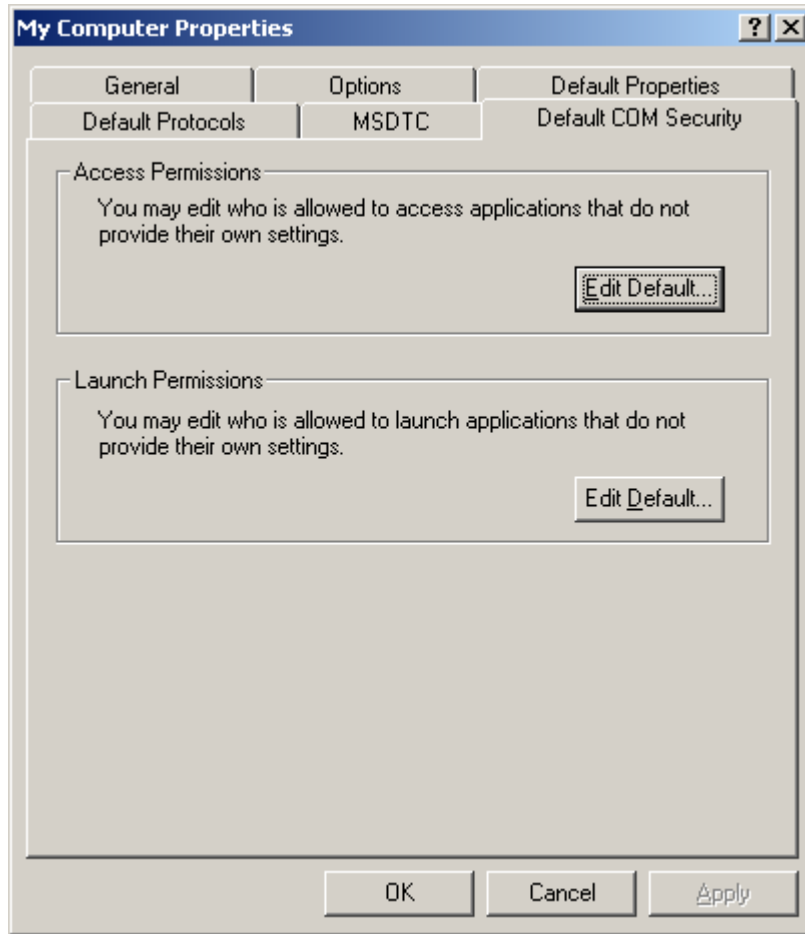 My Computer Properties
?
General
Options
Default Properties
Default Protocols
MSDTC
Default COM Security
Access Permissions
You may edit who is allowed to access applications that do not
provide their own settings.
Edit Default...
Launch Permissions
You may edit who is allowed to launch applications that do not
provide their own settings.
Edit Default...
OK
Cancel
Apply